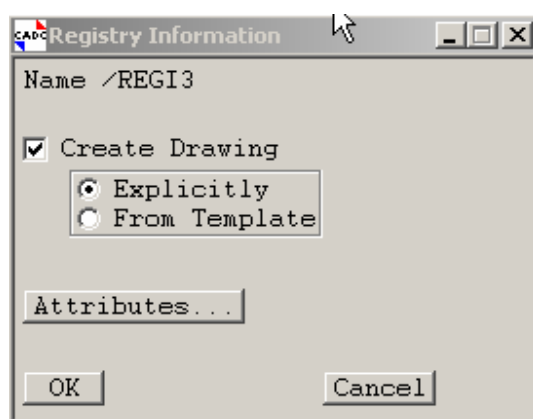 CADC Registry Information
Name /REGI3
Create Drawing
Explicitly
From Template
Attributes...
OK Cancel